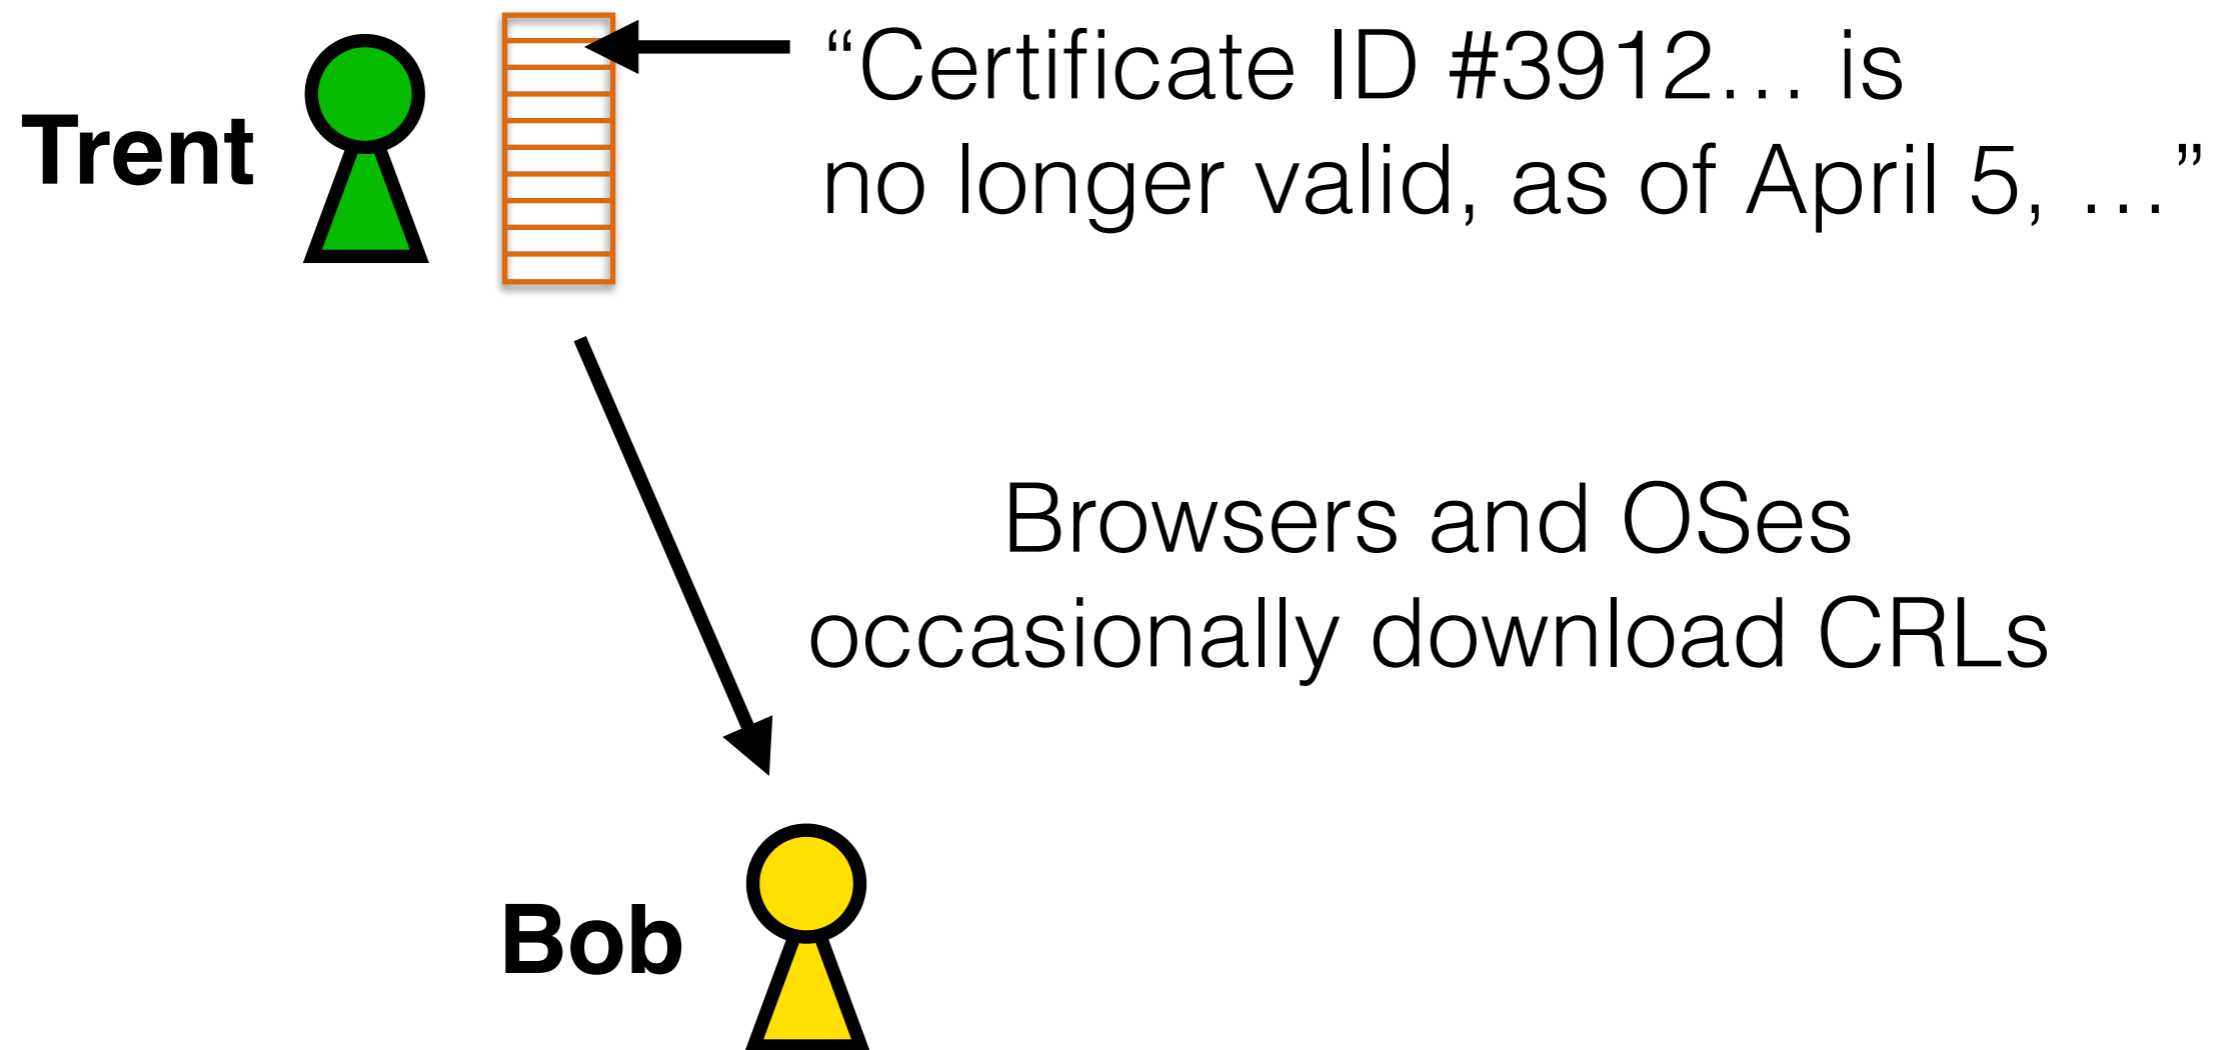 Trent
“Certificate ID #3912… is
no longer valid, as of April 5, …”
Browsers and OSes
occasionally download CRLs
Bob